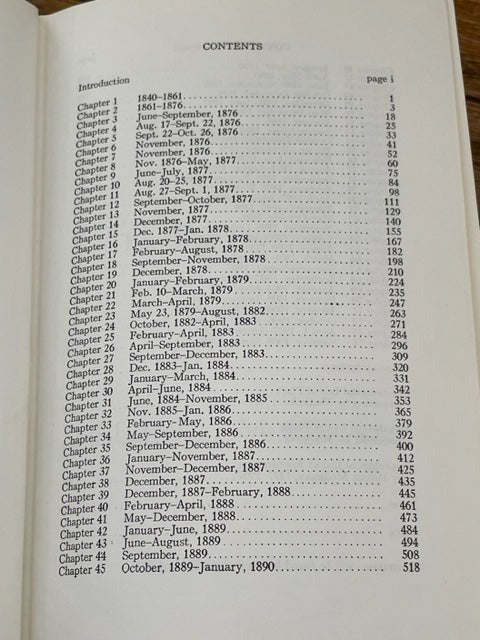 CONTENTS
Introduction page i
Chapter 1 1840–1861 1
Chapter 2 1861–1876 3
Chapter 3 June–September, 1876 18
Chapter 4 Aug. 17–Sept. 22, 1876 25
Chapter 5 Sept. 22–Oct. 26, 1876 33
Chapter 6 November, 1876 41
Chapter 7 November, 1876 52
Chapter 8 Nov. 1876–May, 1877 60
Chapter 9 June–July, 1877 75
Chapter 10 Aug. 20–25, 1877 84
Chapter 11 Aug. 27–Sept. 1, 1877 98
Chapter 12 September–October, 1877 111
Chapter 13 November, 1877 129
Chapter 14 December, 1877 140
Chapter 15 Dec. 1877–Jan. 1878 155
Chapter 16 January–February, 1878 167
Chapter 17 February–August, 1878 182
Chapter 18 September–November, 1878 198
Chapter 19 December, 1878 210
Chapter 20 January–February, 1879 224
Chapter 21 Feb. 10–March, 1879 235
Chapter 22 March–April, 1879 247
Chapter 23 May 23, 1879–August, 1882 263
Chapter 24 October, 1882–April, 1883 271
Chapter 25 February–April, 1883 284
Chapter 26 April–September, 1883 296
Chapter 27 September–December, 1883 309
Chapter 28 Dec. 1883–Jan. 1884 320
Chapter 29 January–March, 1884 331
Chapter 30 April–June, 1884 342
Chapter 31 June, 1884–November, 1885 353
Chapter 32 Nov. 1885–Jan. 1886 365
Chapter 33 February-May, 1886 379
Chapter 34 May–September, 1886 392
Chapter 35 September–December, 1886 400
Chapter 36 January–November, 1887 412
Chapter 37 November–December, 1887 425
Chapter 38 December, 1887 435
Chapter 39 December, 1887–February, 1888 445
Chapter 40 February–April, 1888 461
Chapter 41 May–December, 1888 473
Chapter 42 January–June, 1889 484
Chapter 43 June–August, 1889 494
Chapter 44 September, 1889 508
Chapter 45 October, 1889–January, 1890 518